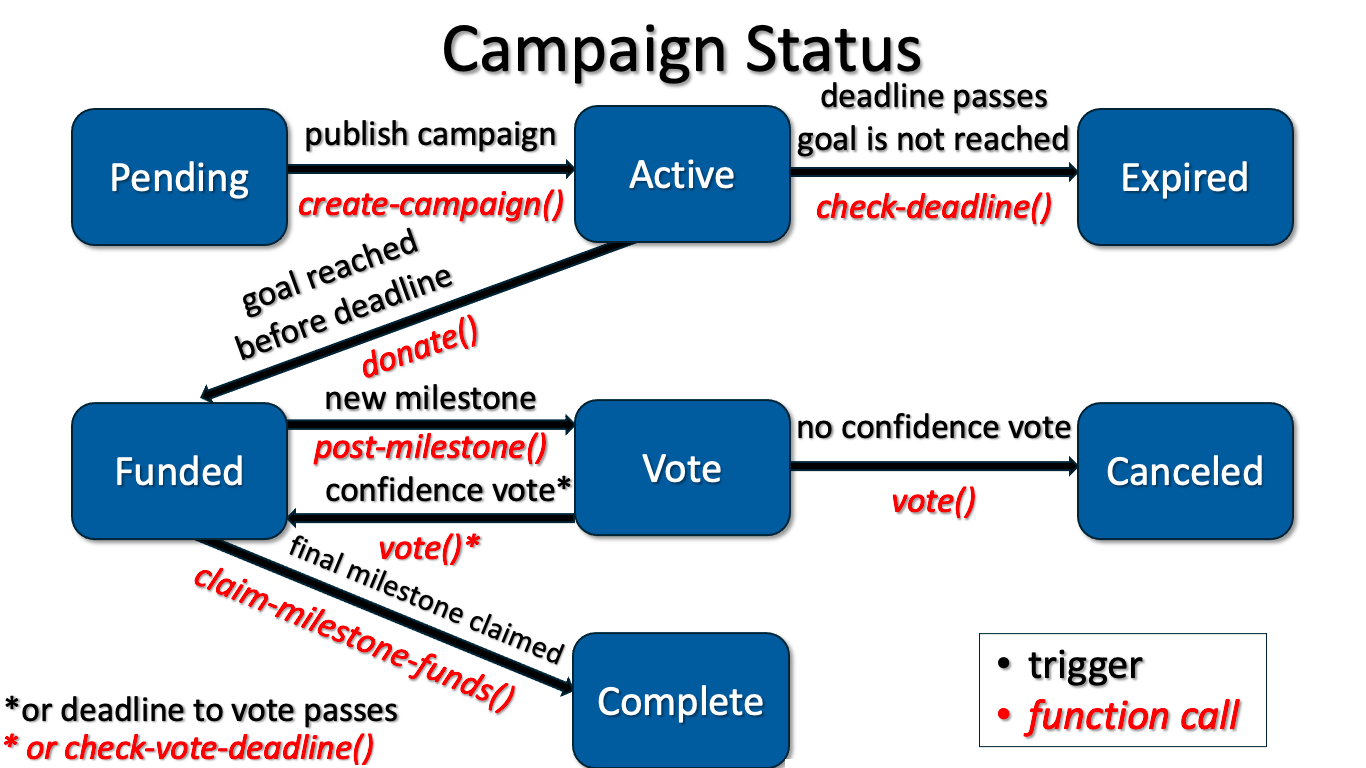 Campaign Status
Pending
publish campaign
create-campaign()
Active
deadline passes
goal is not reached
check-deadline()
Expired
goal reached
before deadline
donate()
Funded
new milestone
post-milestone()
confidence vote*
vote()*
Vote
no confidence vote
vote()
Canceled
final milestone claimed
claim-milestone-funds()
Complete
*or deadline to vote passes
* or check-vote-deadline()
• trigger
• function call